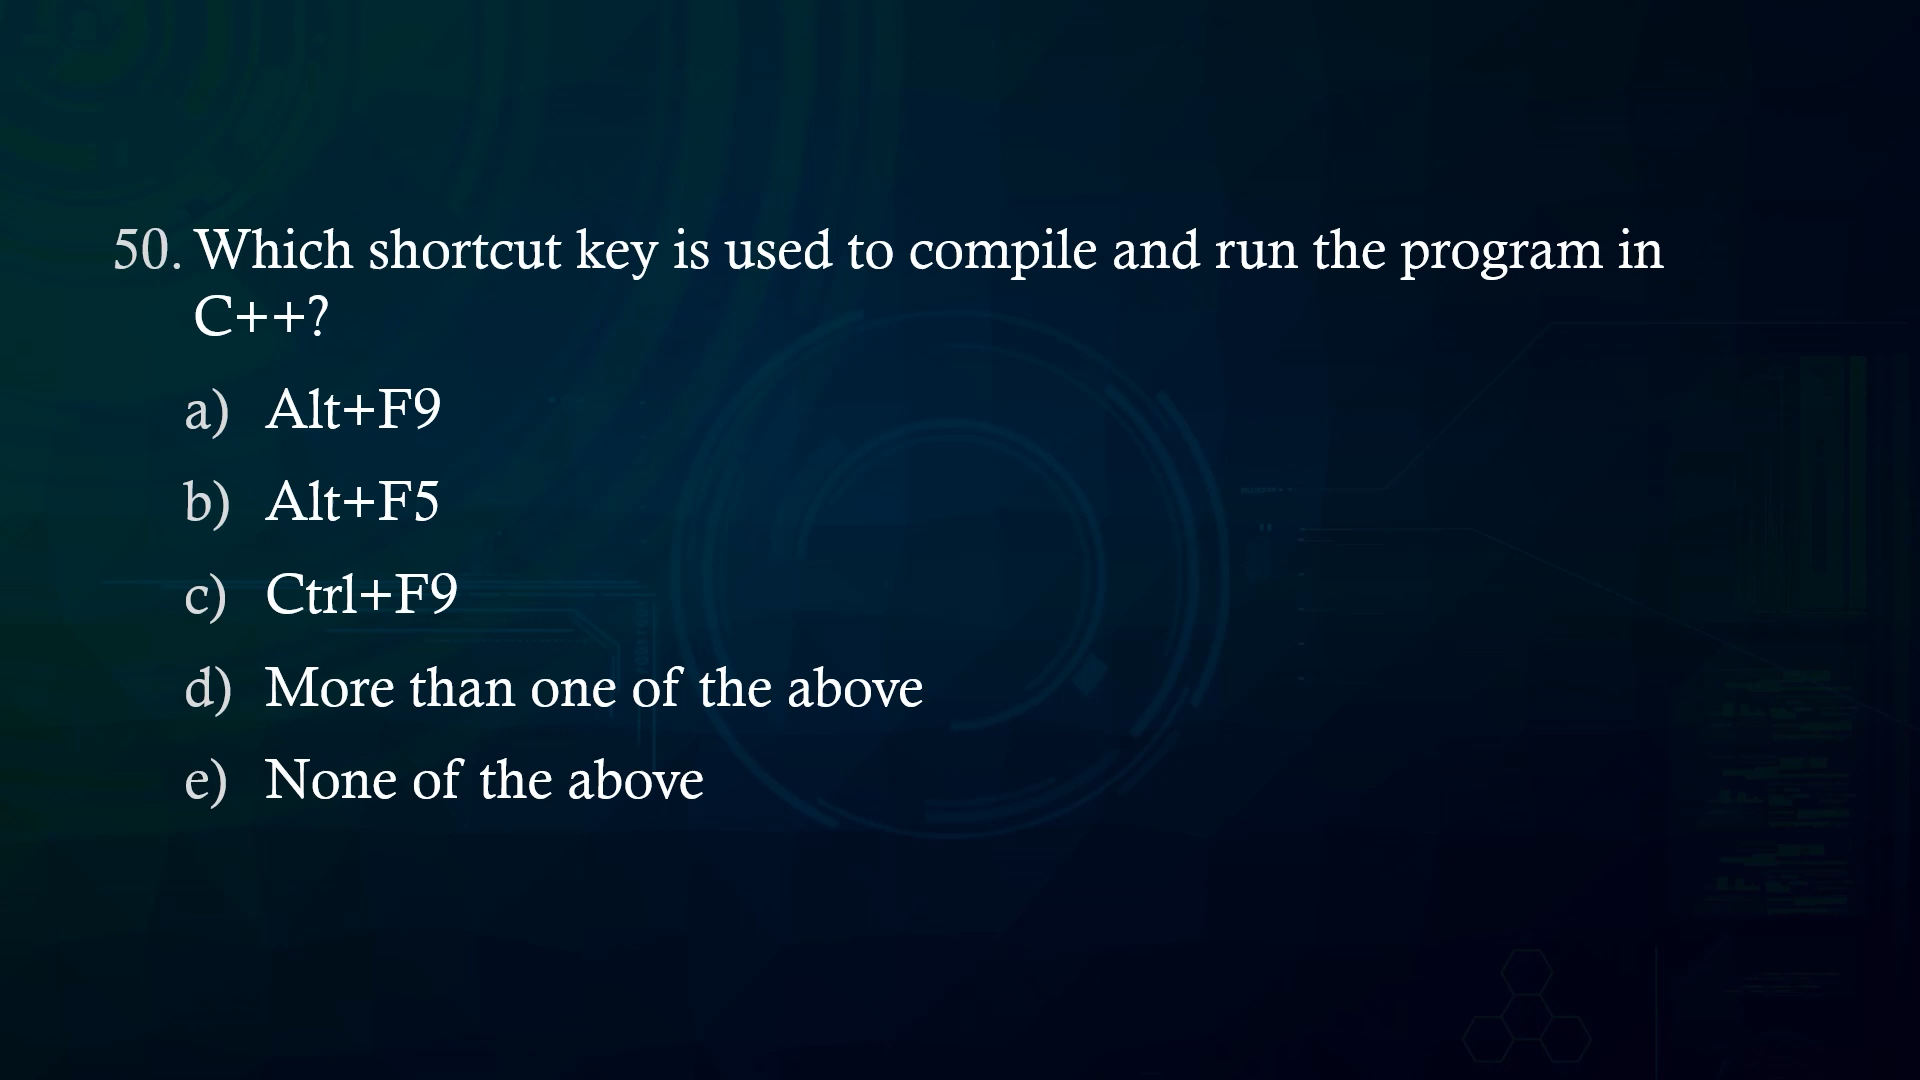 50. Which shortcut key is used to compile and run the program in
C++?
a) Alt+F9
b) Alt+F5
c) Ctrl+F9
d) More than one of the above
e) None of the above